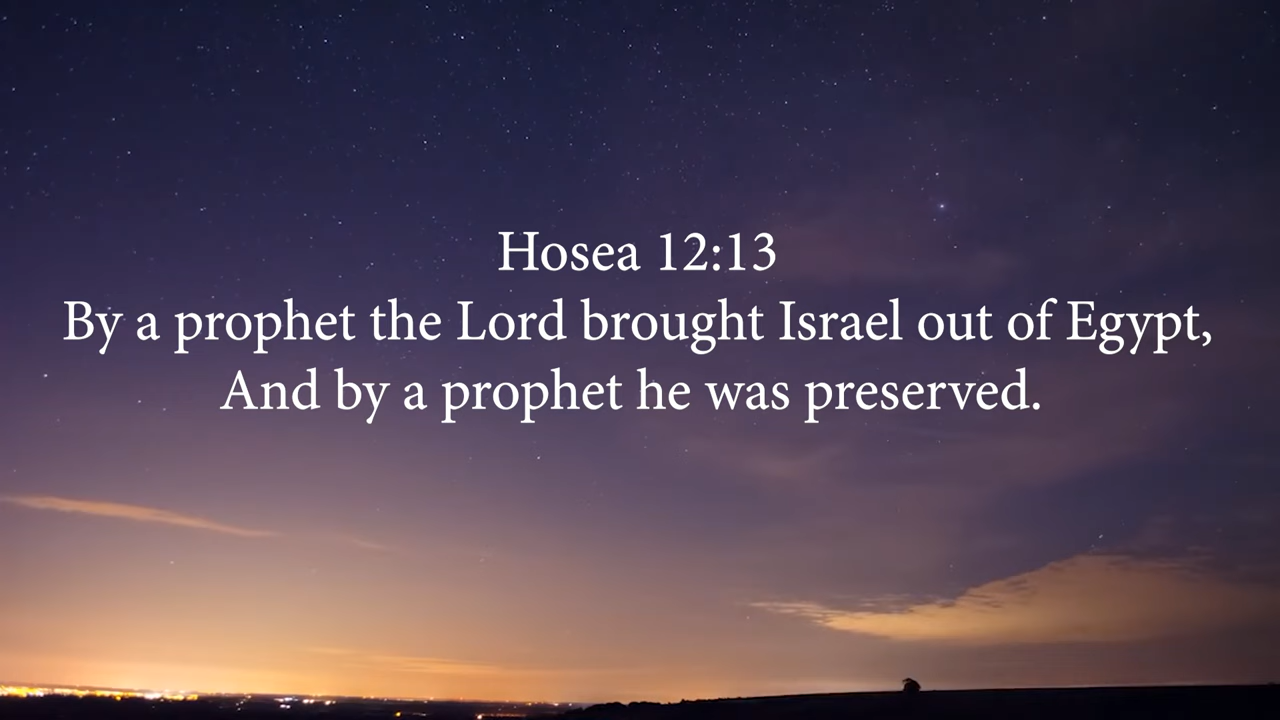 Hosea 12:13
By a prophet the Lord brought Israel out of Egypt,
And by a prophet he was preserved.